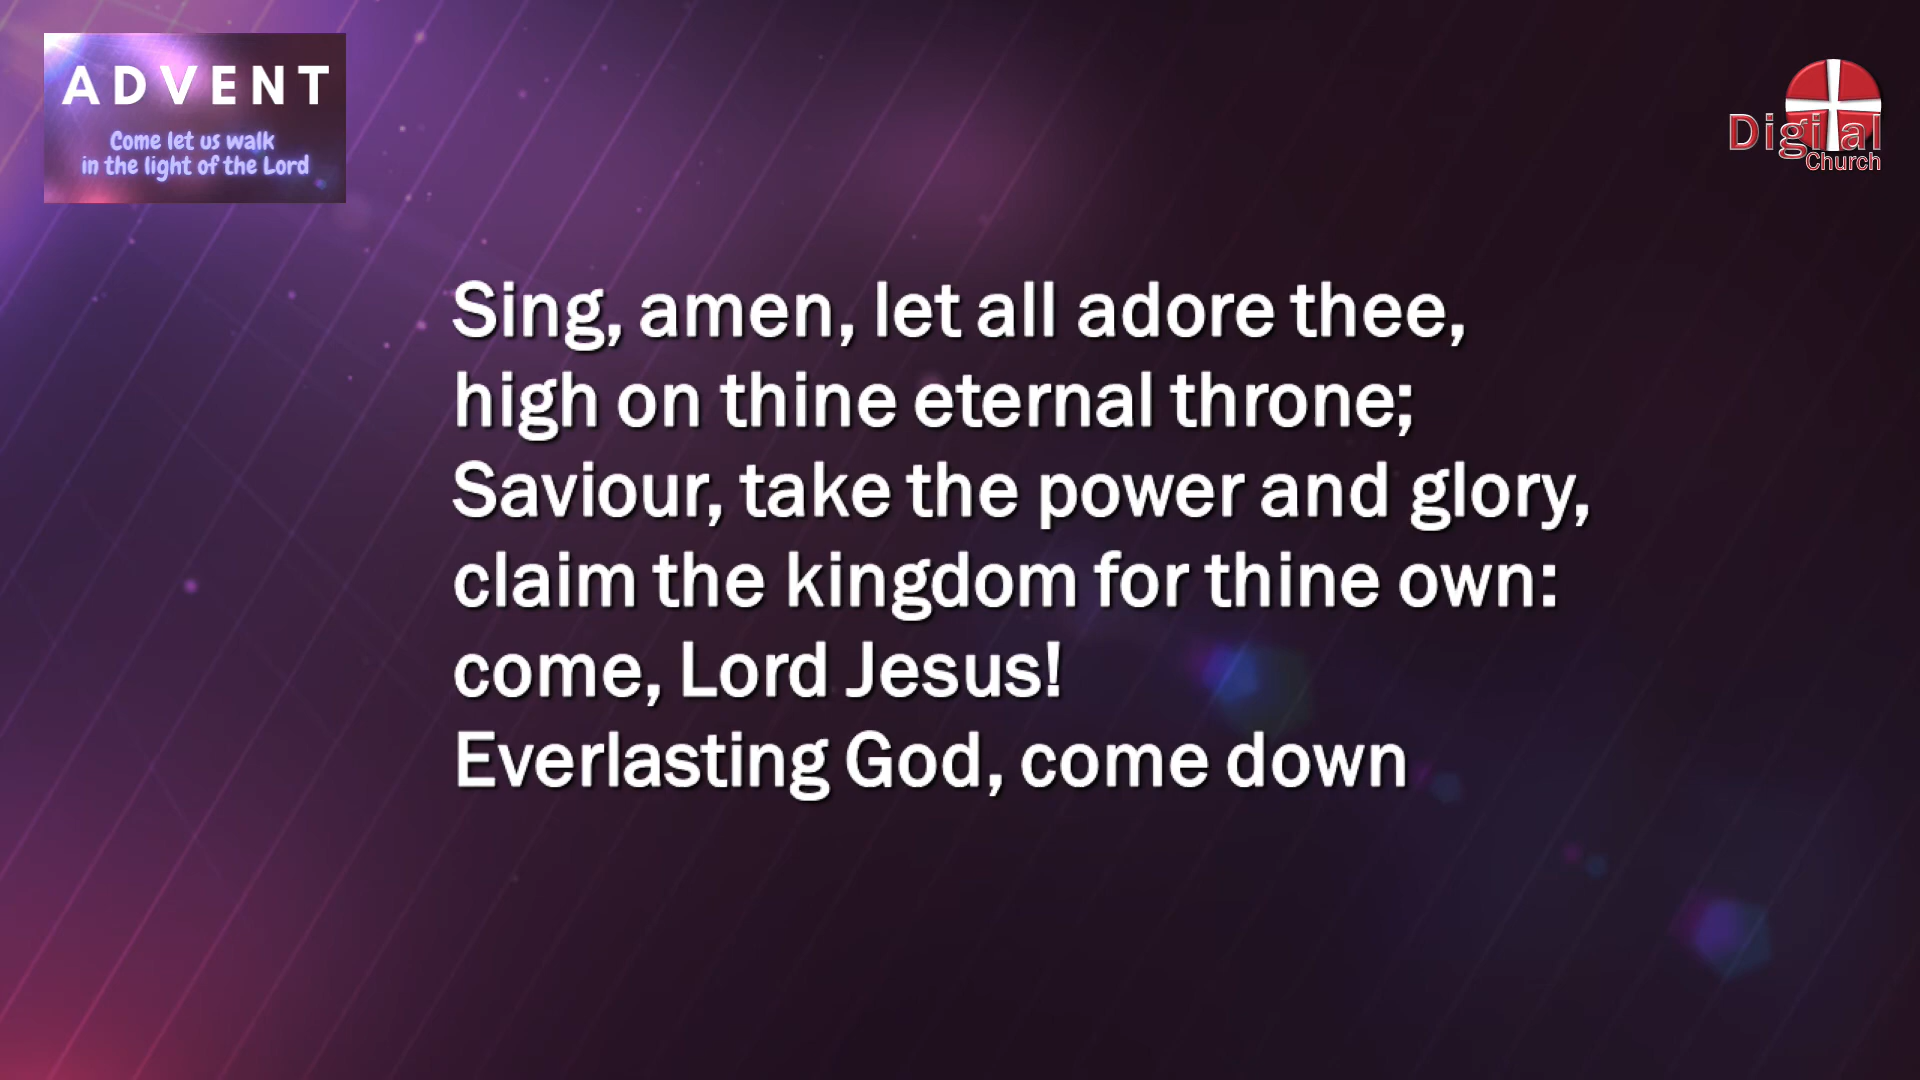 ADVENT
Come let us walk
in the light of the Lord
Digital
Church
Sing, amen, let all adore thee,
high on thine eternal throne;
Saviour, take the power and glory,
claim the kingdom for thine own:
come, Lord Jesus!
Everlasting God, come down